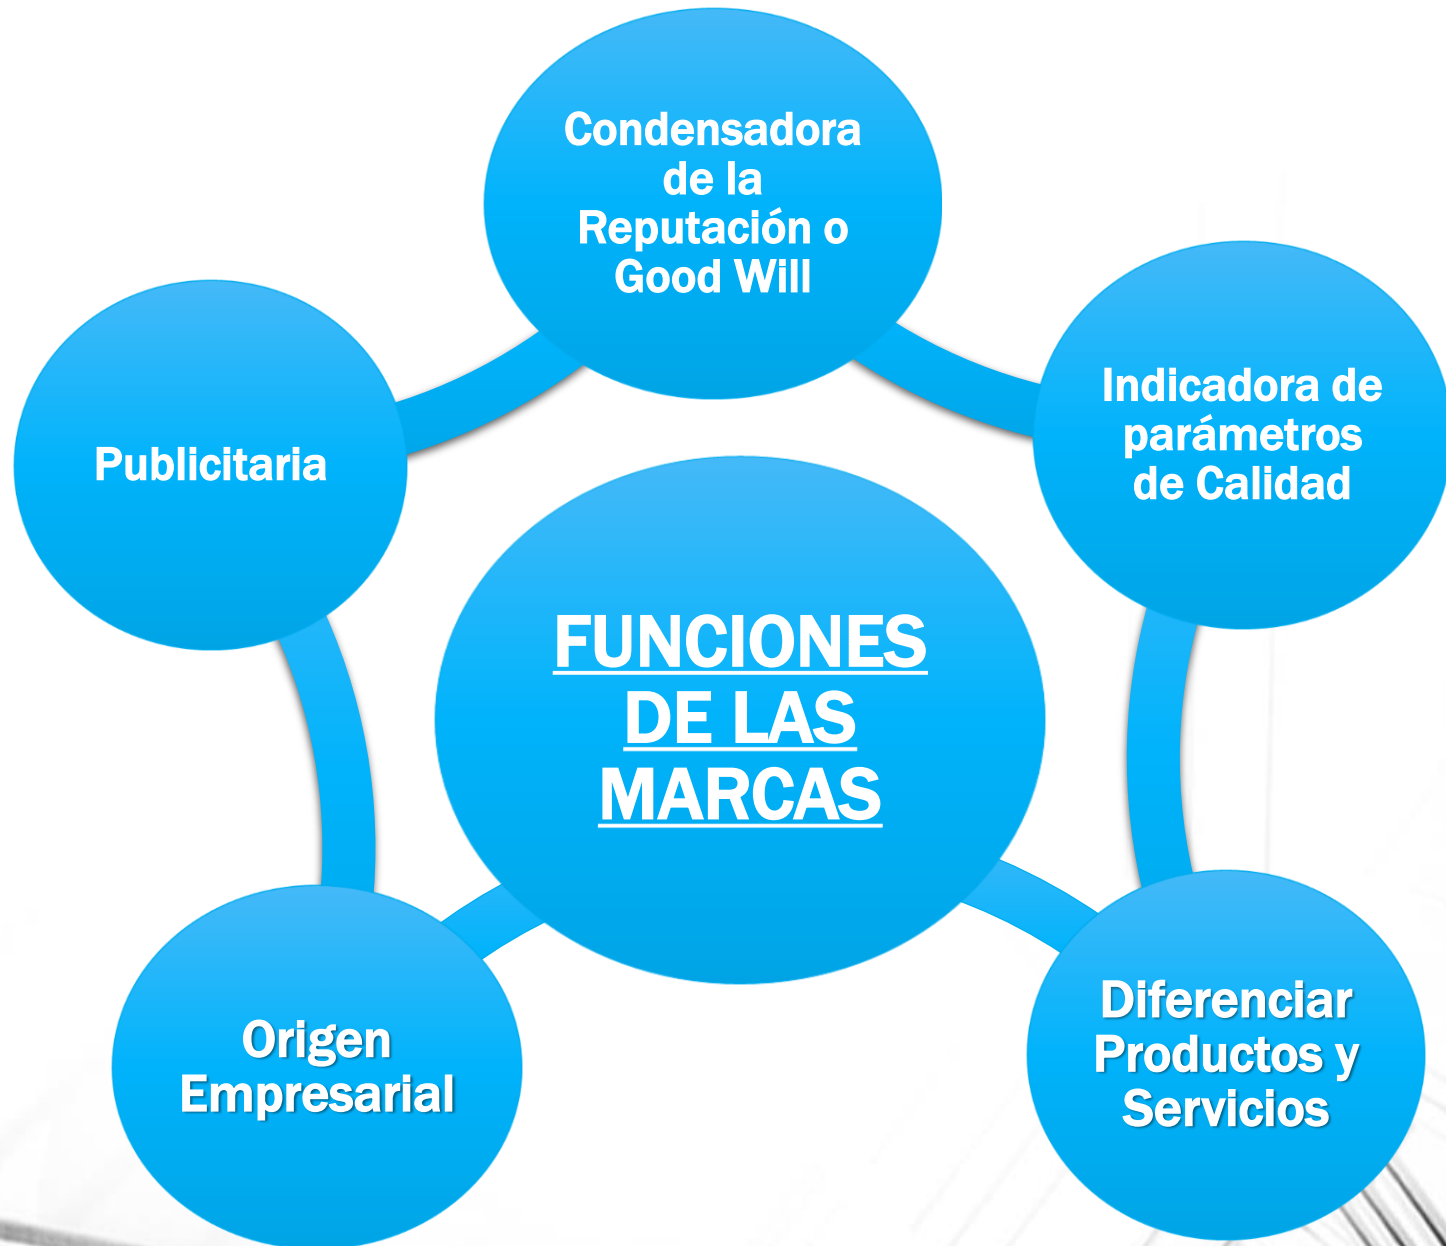 Condensadora
de la
Reputación o
Good Will
Indicadora de
parámetros
de Calidad
Publicitaria
FUNCIONES
DE LAS
MARCAS
Diferenciar
Productos y
Servicios
Origen
Empresarial